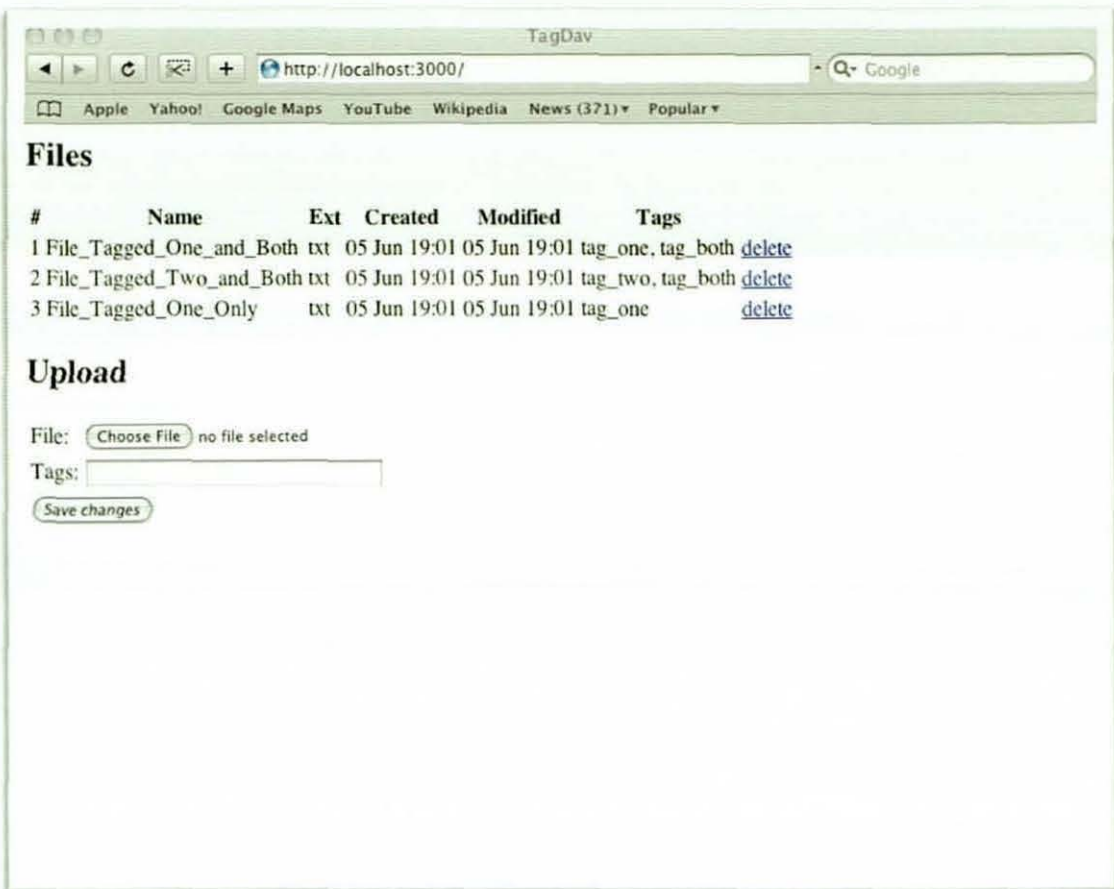 TagDav
http://localhost:3000/
Google
Apple Yahoo! Google Maps YouTube Wikipedia News (371) Popular
Files
# Name Ext Created Modified Tags
1 File_Tagged_One_and_Both txt 05 Jun 19:01 05 Jun 19:01 tag_one, tag_both delete
2 File_Tagged_Two_and_Both txt 05 Jun 19:01 05 Jun 19:01 tag_two, tag_both delete
3 File_Tagged_One_Only txt 05 Jun 19:01 05 Jun 19:01 tag_one delete
Upload
File: Choose File no file selected
Tags:
Save changes